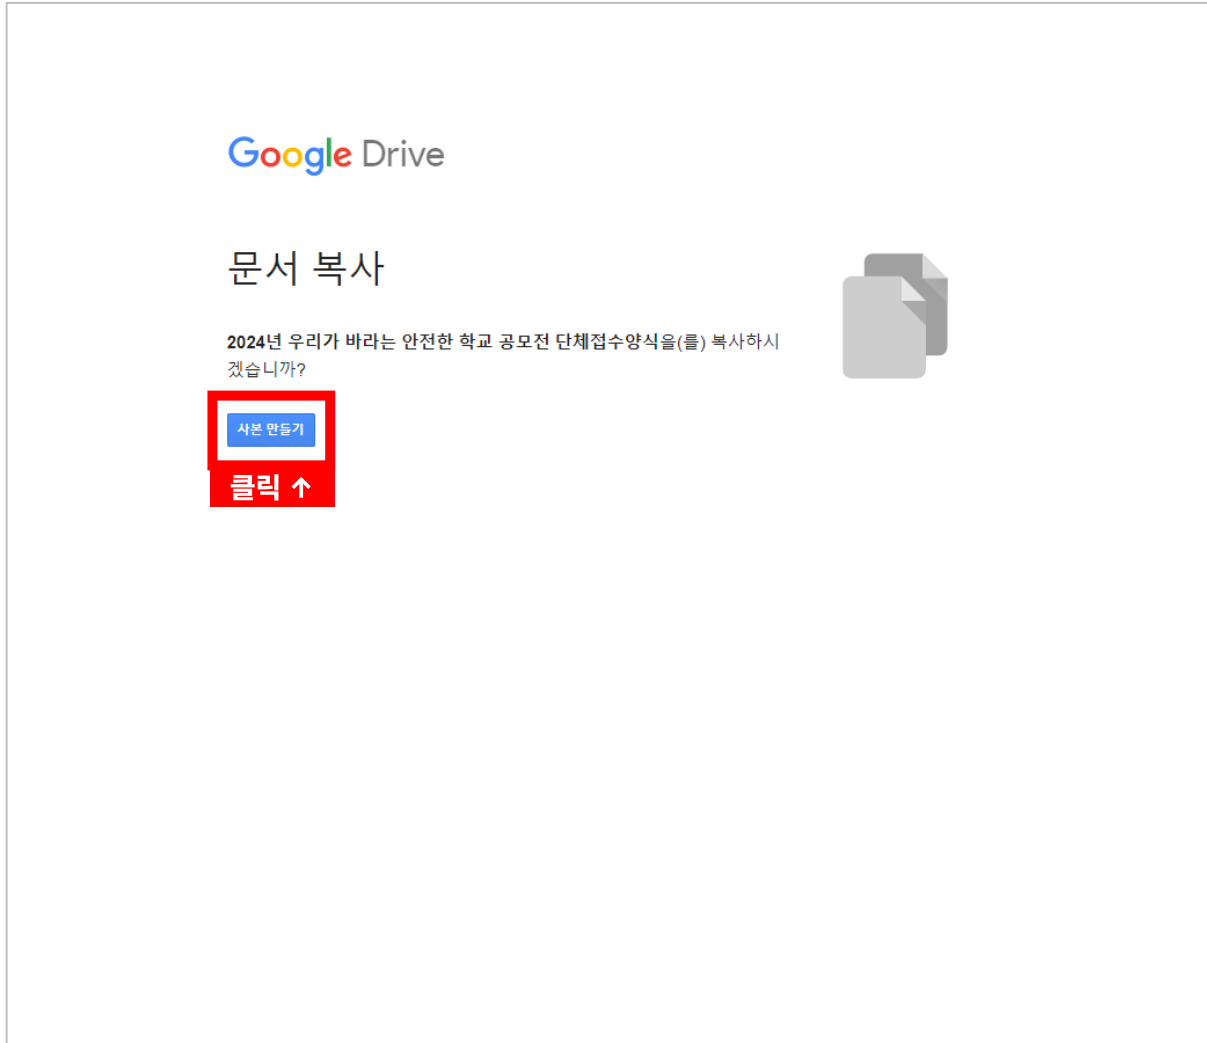 Google Drive
문서 복사
2024년 우리가 바라는 안전한 학교 공모전 단체접수양식을(를) 복사하시
겠습니까?
사본 만들기
클릭 ↑